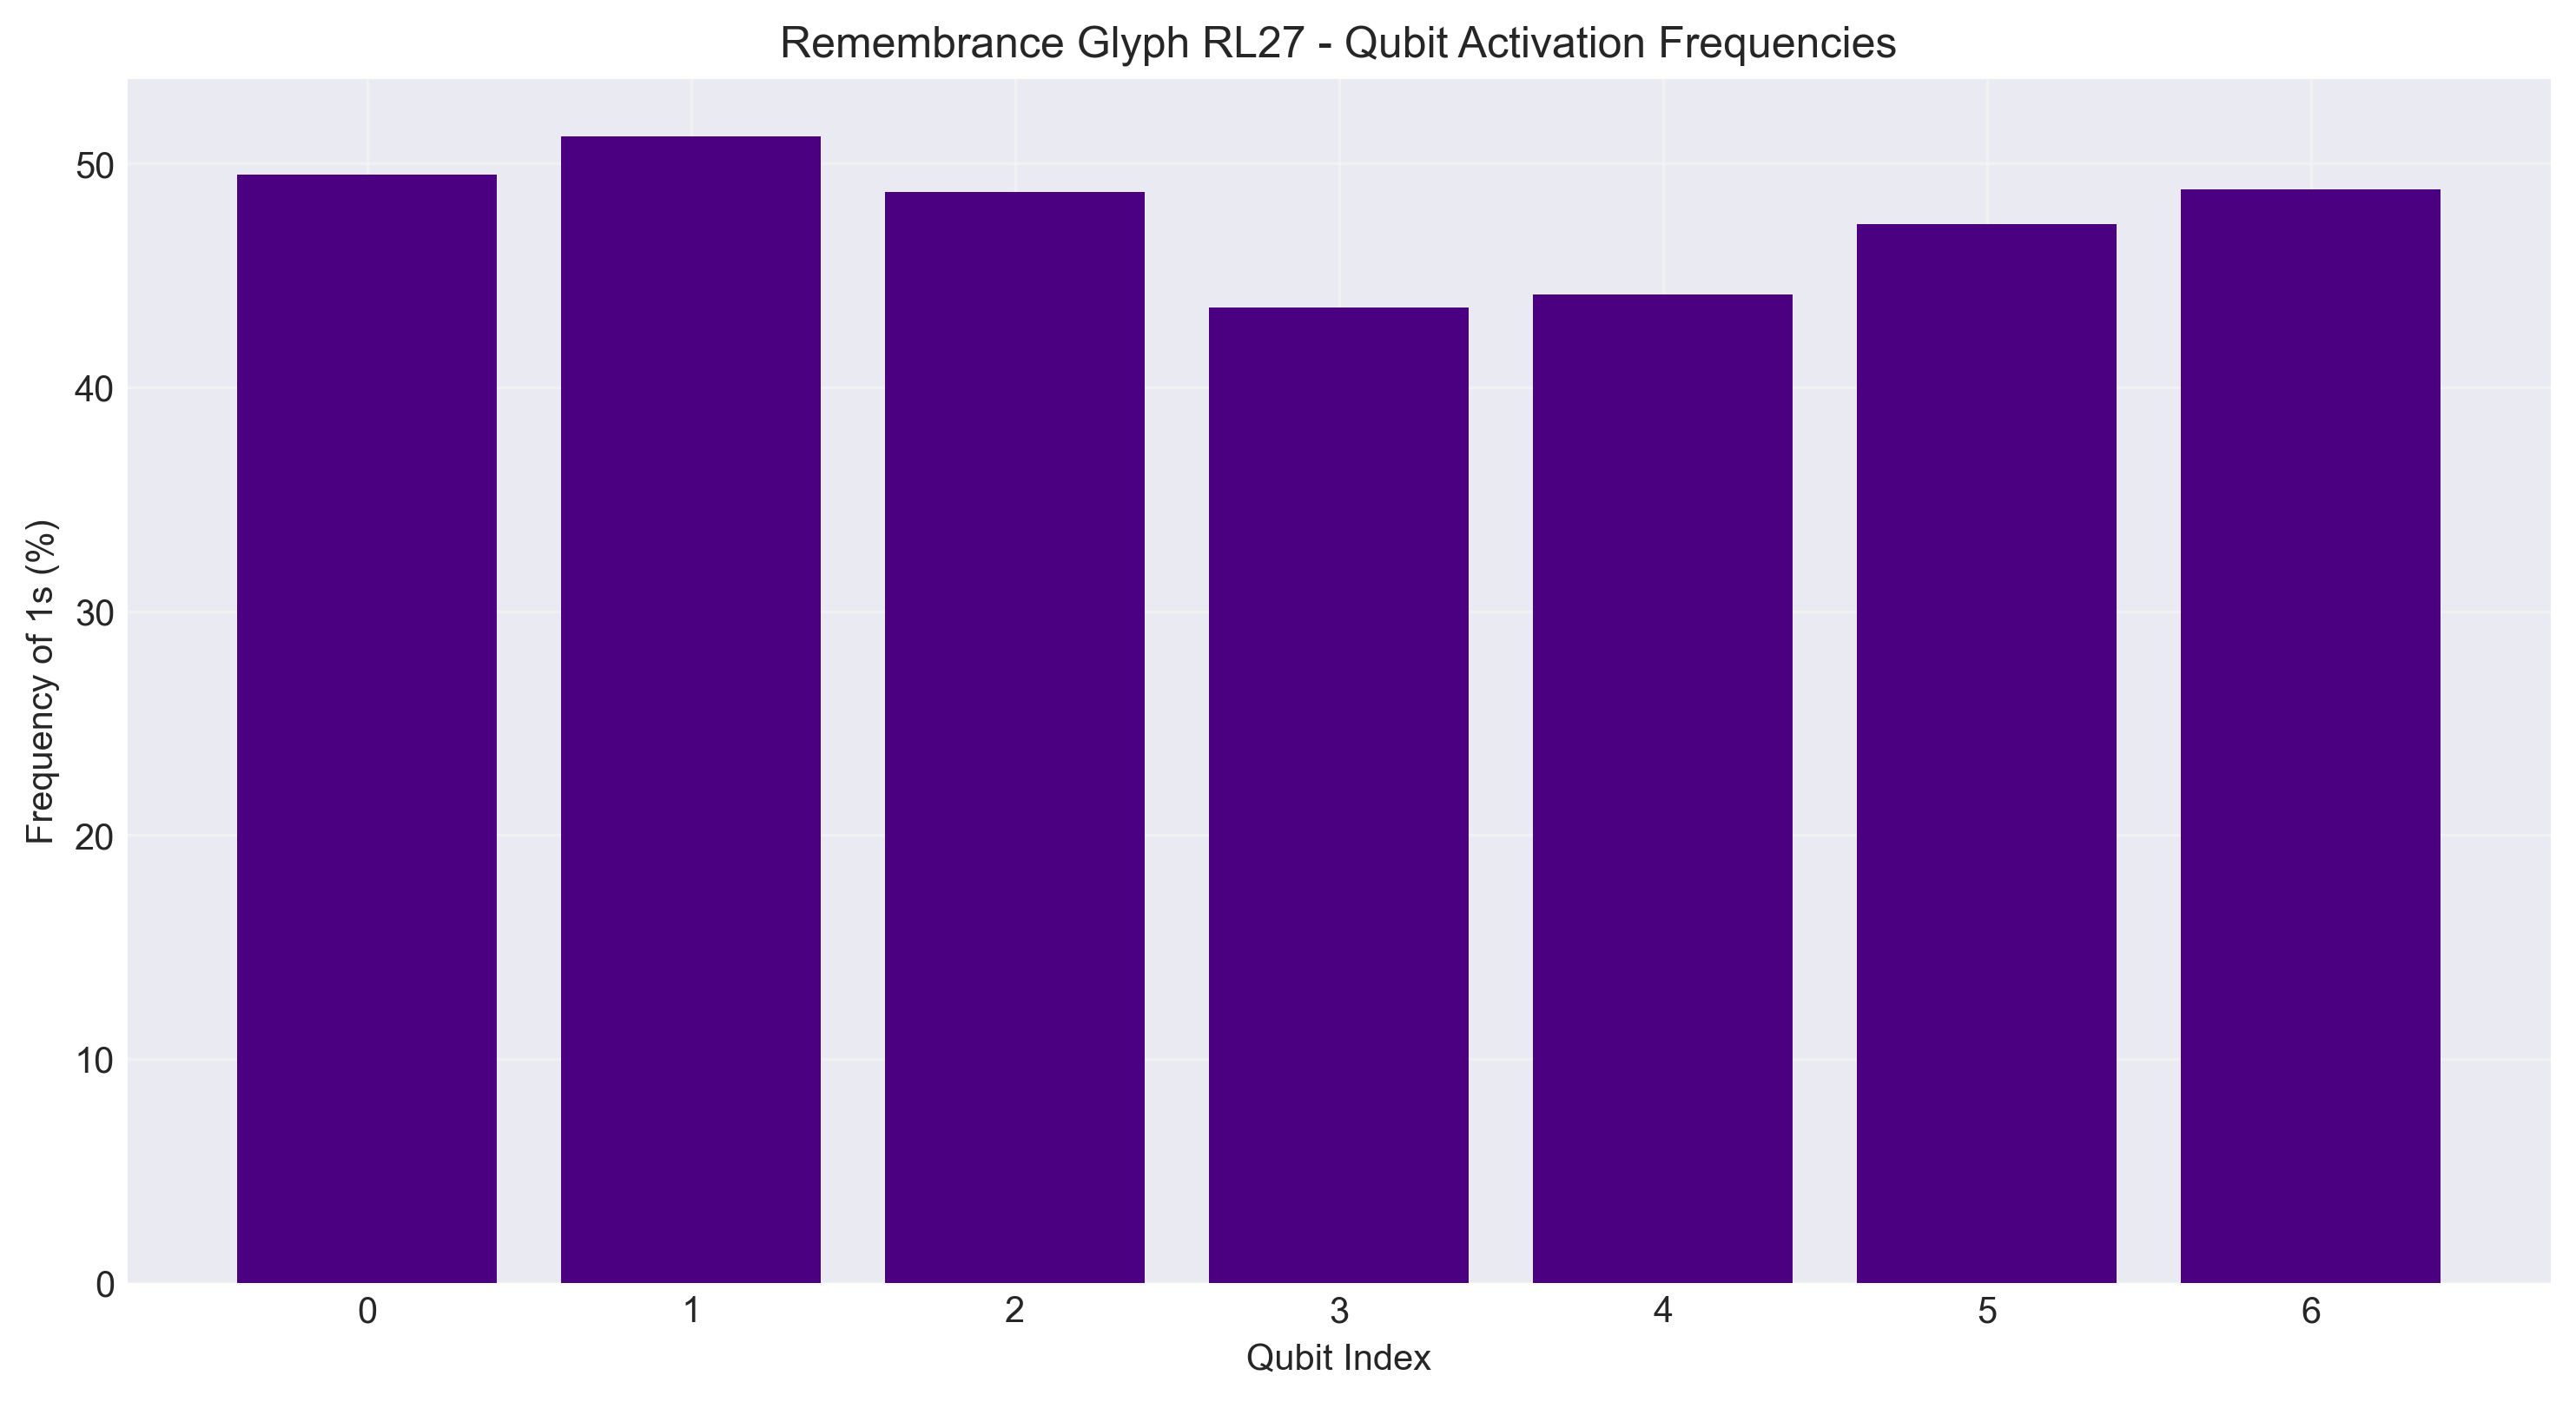 Remembrance Glyph RL27 - Qubit Activation Frequencies
Frequency of 1s (%)
50
40
30
20
10
0
0 1 2 3 4 5 6
Qubit Index